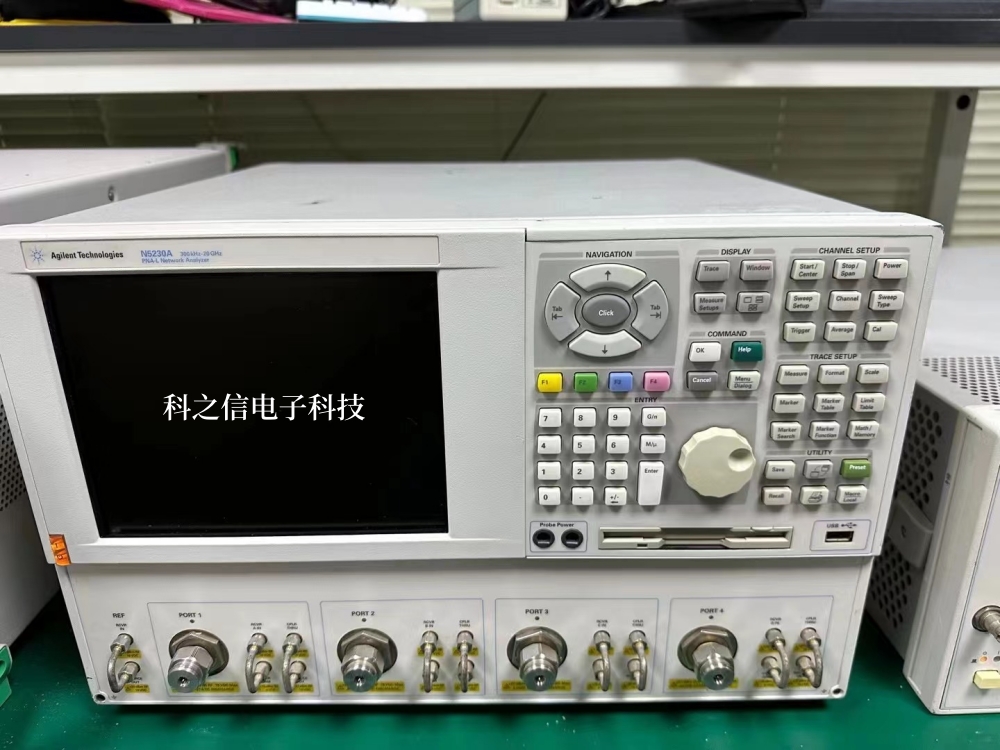 Agilent Technologies
N5230A 300 kHz-20 GHz
PNA-L Network Analyzer
科之信电子科技
NAVIGATION
Tab
Click
Tab
DISPLAY
Trace
Window
Measure Setups
CHANNEL SETUP
Start/ Center
Stop/ Span
Power
Sweep Setup
Channel
Sweep Type
Trigger
Average
Cal
COMMAND
OK
Help
Cancel
Menu/ Dialog
TRACE SETUP
Measure
Format
Scale
Marker
Marker Table
Limit Table
Marker Search
Marker Function
Math/ Memory
F1
F2
F3
F4
ENTRY
7
8
9
G/n
4
5
6
M/µ
1
2
3
Enter
0
.
+/-
UTILITY
Save
Preset
Recall
Macro Local
Probe Power
USB
REF
PORT 1
PORT 2
PORT 3
PORT 4